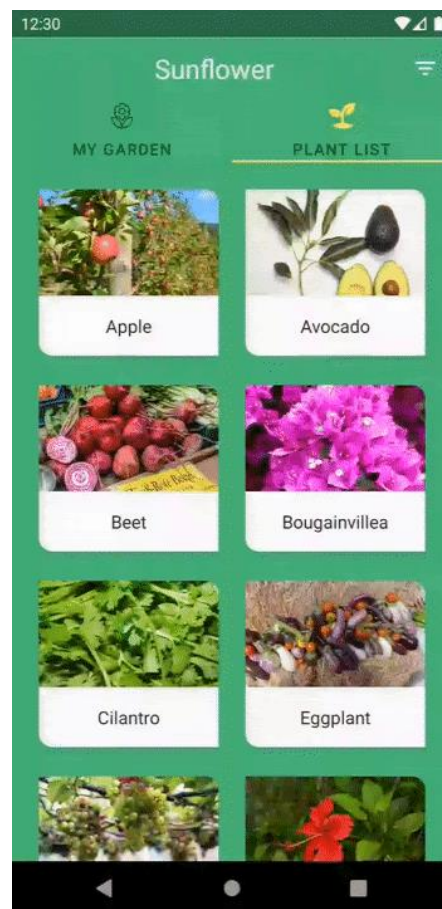 12:30
Sunflower
MY GARDEN
PLANT LIST
Apple
Avocado
Beet
Bougainvillea
Cilantro
Eggplant